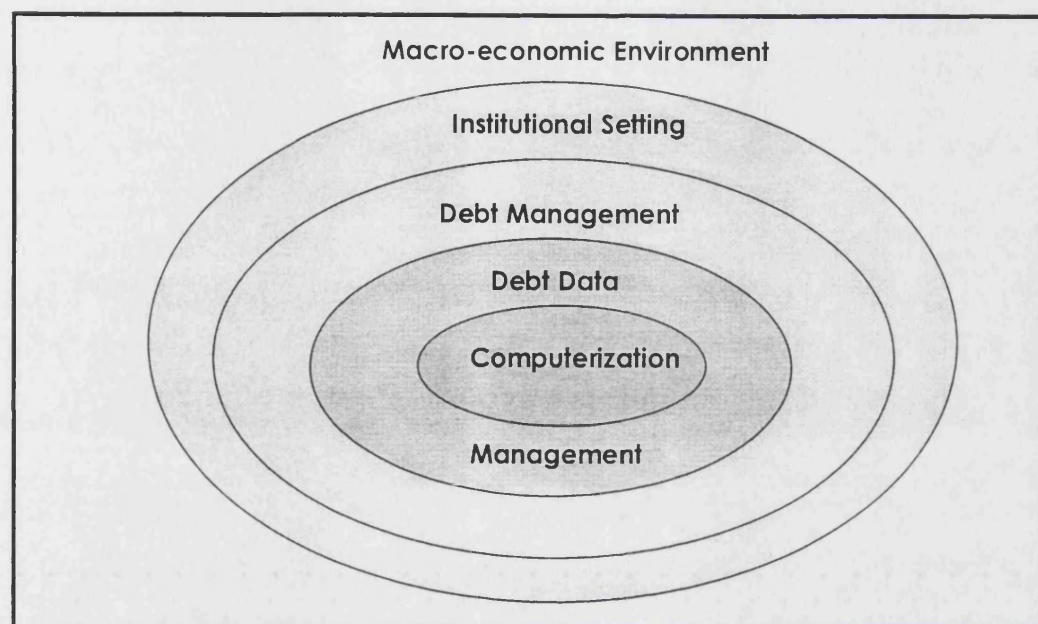 Macro-economic Environment
Institutional Setting
Debt Management
Debt Data
Computerization
Management